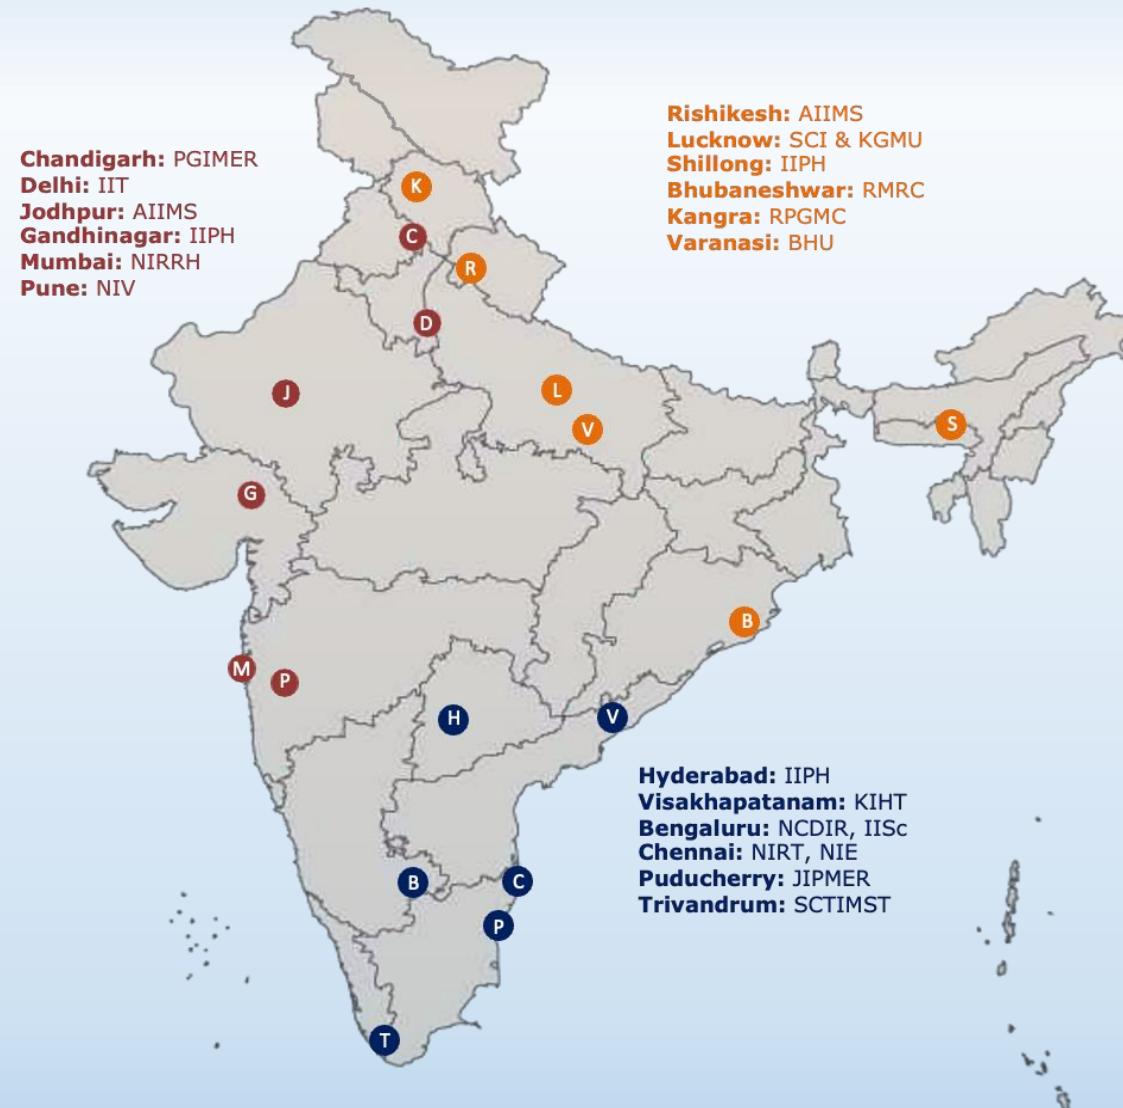 Chandigarh: PGIMER
Delhi: IIT
Jodhpur: AIIMS
Gandhinagar: IIPH
Mumbai: NIRRH
Pune: NIV
Rishikesh: AIIMS
Lucknow: SCI & KGMU
Shillong: IIPH
Bhubaneshwar: RMRC
Kangra: RPGMC
Varanasi: BHU
K
C
R
D
J
L
V
S
G
B
M
P
H
V
Hyderabad: IIPH
Visakhapatanam: KIHT
Bengaluru: NCDIR, IISc
Chennai: NIRT, NIE
Puducherry: JIPMER
Trivandrum: SCTIMST
B
C
P
T